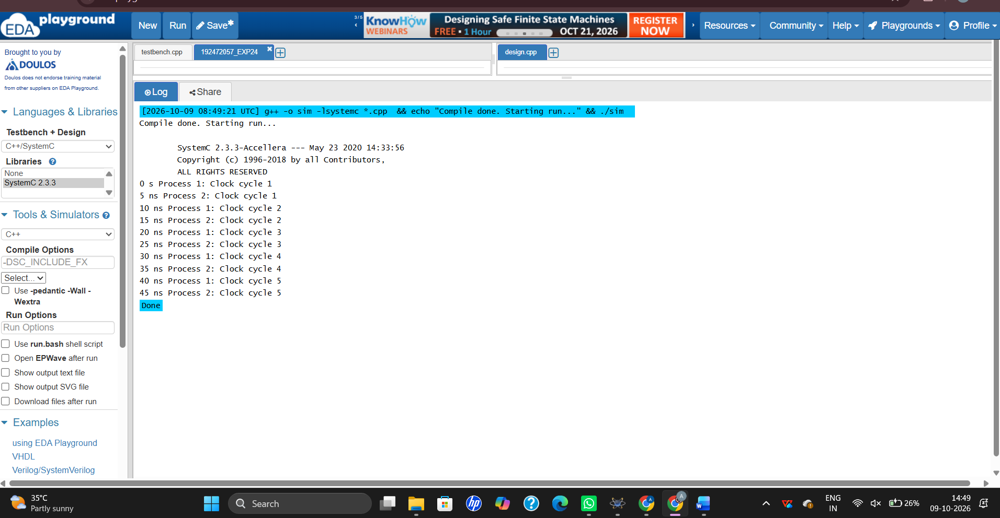 EDA playground
New
Run
Save*
3/5
KNOWHOW WEBINARS
Designing Safe Finite State Machines
FREE • 1 Hour
OCT 21, 2026
REGISTER NOW
Resources
Community
Help
Playgrounds
Profile
Brought to you by
DOULOS
Doulos does not endorse training material
from other suppliers on EDA Playground.
testbench.cpp
192472057_EXP24
design.cpp
Log
Share
Languages & Libraries
Testbench + Design
C++/SystemC
Libraries
None
SystemC 2.3.3
Tools & Simulators
C++
Compile Options
-DSC_INCLUDE_FX
Select...
Use -pedantic -Wall -
Wextra
Run Options
Run Options
Use run.bash shell script
Open EPWave after run
Show output text file
Show output SVG file
Download files after run
Examples
using EDA Playground
VHDL
Verilog/SystemVerilog
[2026-10-09 08:49:21 UTC] g++ -o sim -lsystemc *.cpp  && echo "Compile done. Starting run..." && ./sim
Compile done. Starting run...
SystemC 2.3.3-Accellera --- May 23 2020 14:33:56
Copyright (c) 1996-2018 by all Contributors,
ALL RIGHTS RESERVED
0 s Process 1: Clock cycle 1
5 ns Process 2: Clock cycle 1
10 ns Process 1: Clock cycle 2
15 ns Process 2: Clock cycle 2
20 ns Process 1: Clock cycle 3
25 ns Process 2: Clock cycle 3
30 ns Process 1: Clock cycle 4
35 ns Process 2: Clock cycle 4
40 ns Process 1: Clock cycle 5
45 ns Process 2: Clock cycle 5
Done
35°C
Partly sunny
Search
ENG
IN
26%
14:49
09-10-2026